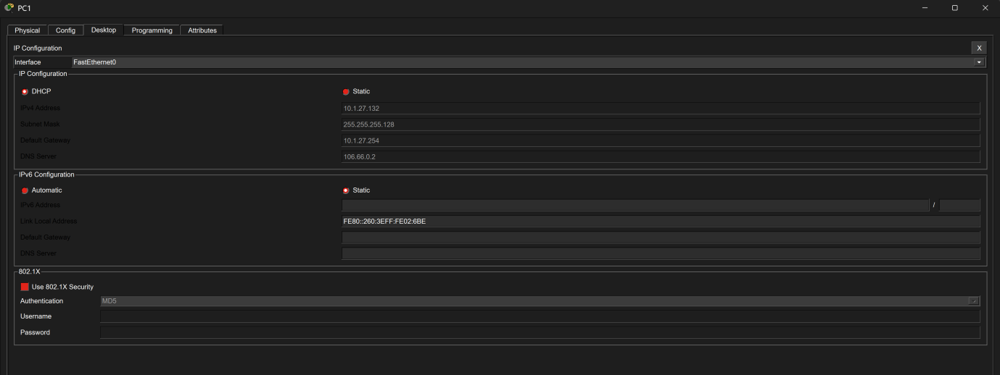 PC1
Physical Config Desktop Programming Attributes
IP Configuration X
Interface FastEthernet0
IP Configuration
DHCP Static
IPv4 Address 10.1.27.132
Subnet Mask 255.255.255.128
Default Gateway 10.1.27.254
DNS Server 106.66.0.2
IPv6 Configuration
Automatic Static
IPv6 Address /
Link Local Address FE80::260:3EFF:FE02:6BE
Default Gateway
DNS Server
802.1X
Use 802.1X Security
Authentication MD5
Username
Password